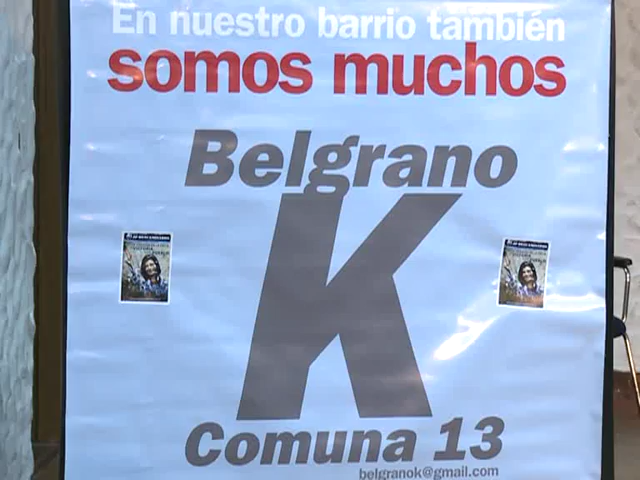 En nuestro barrio también
somos muchos
Belgrano
K
Comuna 13
belgranok@gmail.com